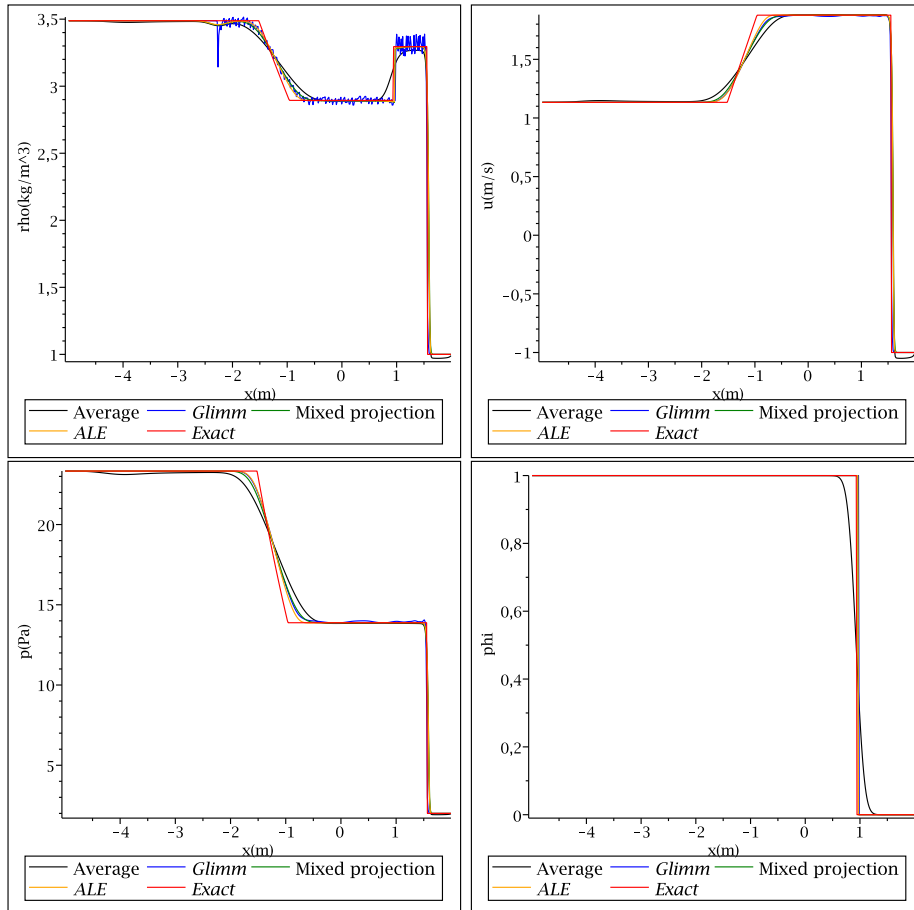 3,5
3
2,5
2
1,5
1
rho(kg/m^3)
-4 -3 -2 -1 0 1
x(m)
Average Glimm Mixed projection
ALE Exact
1,5
1
0,5
0
-0,5
-1
u(m/s)
-4 -3 -2 -1 0 1
x(m)
Average Glimm Mixed projection
ALE Exact
20
15
10
5
p(Pa)
-4 -3 -2 -1 0 1
x(m)
Average Glimm Mixed projection
ALE Exact
1
0,8
0,6
0,4
0,2
0
phi
-4 -3 -2 -1 0 1
x(m)
Average Glimm Mixed projection
ALE Exact